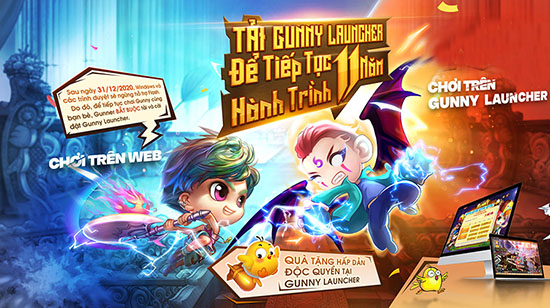 TẢI GUNNY LAUNCHER
ĐỂ TIẾP TỤC
HÀNH TRÌNH 11 NĂM
Sau ngày 31/12/2020, Windows và
các trình duyệt sẽ ngừng hỗ trợ Flash.
Do đó, để tiếp tục chơi Gunny cùng
bạn bè, Gunner BẮT BUỘC tải và cài
đặt Gunny Launcher.
CHƠI TRÊN WEB
CHƠI TRÊN
GUNNY LAUNCHER
QUÀ TẶNG HẤP DẪN
ĐỘC QUYỀN TẠI
GUNNY LAUNCHER